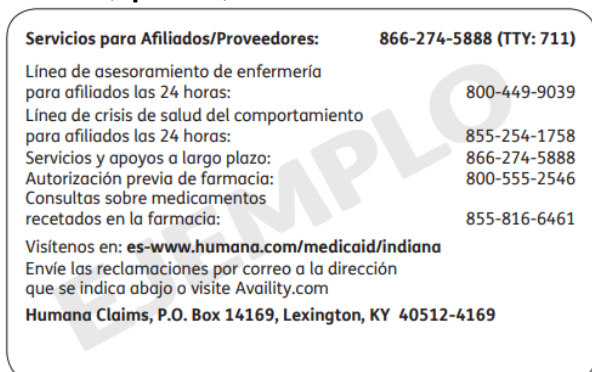 Servicios para Afiliados/Proveedores: 866-274-5888 (TTY: 711)
Línea de asesoramiento de enfermería
para afiliados las 24 horas: 800-449-9039
Línea de crisis de salud del comportamiento
para afiliados las 24 horas: 855-254-1758
Servicios y apoyos a largo plazo: 866-274-5888
Autorización previa de farmacia: 800-555-2546
Consultas sobre medicamentos
recetados en la farmacia: 855-816-6461
Visítenos en: es-www.humana.com/medicaid/indiana
Envíe las reclamaciones por correo a la dirección
que se indica abajo o visite Availity.com
Humana Claims, P.O. Box 14169, Lexington, KY 40512-4169
EJEMPLO